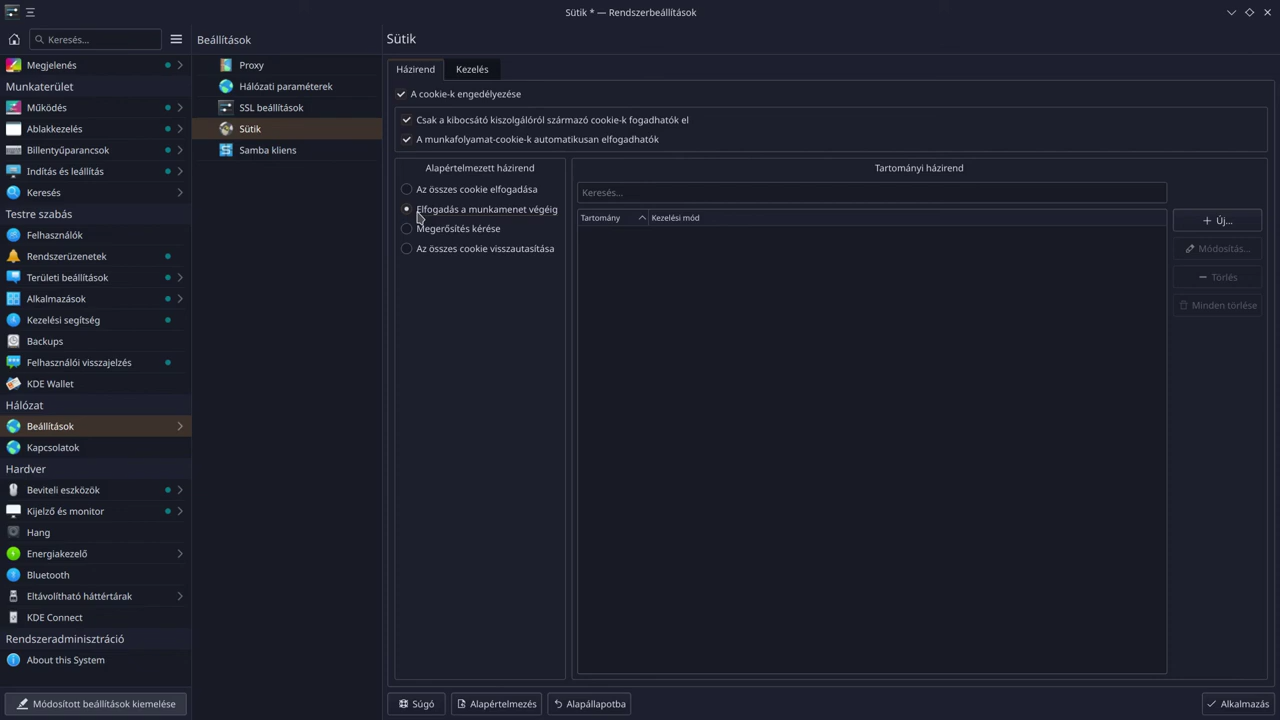 Sütik * — Rendszerbeállítások
Keresés...
Megjelenés
Munkaterület
Működés
Ablakkezelés
Billentyűparancsok
Indítás és leállítás
Keresés
Testre szabás
Felhasználók
Rendszerüzenetek
Területi beállítások
Alkalmazások
Kezelési segítség
Backups
Felhasználói visszajelzés
KDE Wallet
Hálózat
Beállítások
Kapcsolatok
Hardver
Beviteli eszközök
Kijelző és monitor
Hang
Energiakezelő
Bluetooth
Eltávolítható háttértárak
KDE Connect
Rendszeradminisztráció
About this System
Módosított beállítások kiemelése
Beállítások
Proxy
Hálózati paraméterek
SSL beállítások
Sütik
Samba kliens
Sütik
Házirend
Kezelés
A cookie-k engedélyezése
Csak a kibocsátó kiszolgálóról származó cookie-k fogadhatók el
A munkafolyamat-cookie-k automatikusan elfogadhatók
Alapértelmezett házirend
Az összes cookie elfogadása
Elfogadás a munkamenet végéig
Megerősítés kérése
Az összes cookie visszautasítása
Tartományi házirend
Keresés...
Tartomány Kezelési mód
Új...
Módosítás...
Törlés
Minden törlése
Súgó
Alapértelmezés
Alapállapotba
Alkalmazás